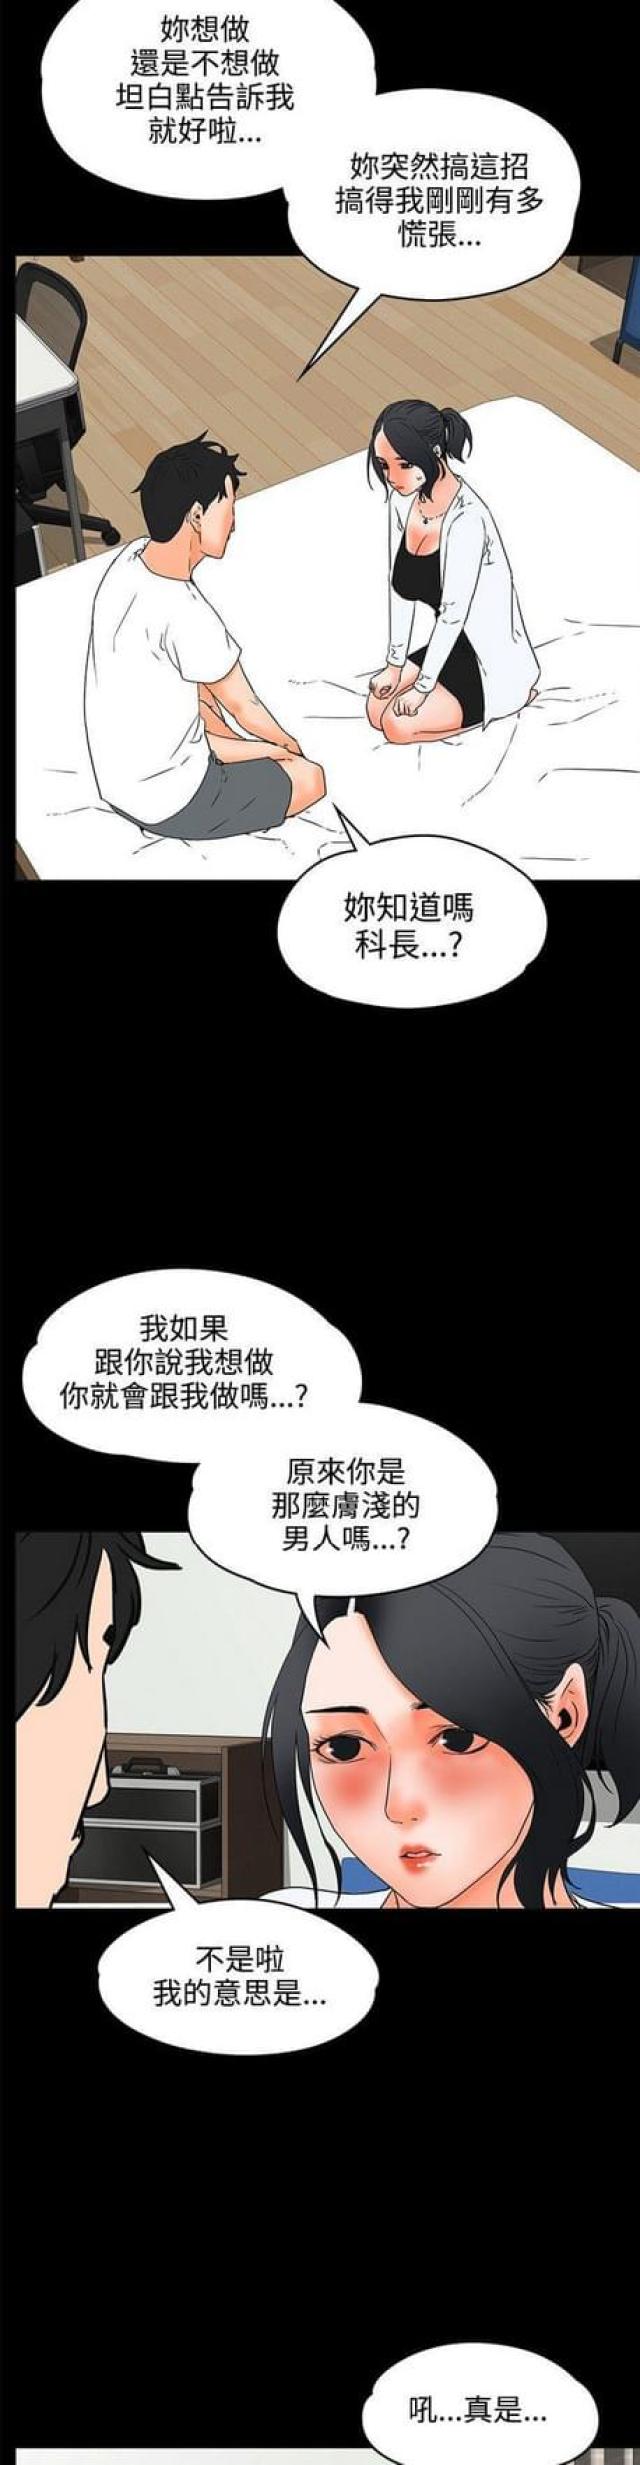 妳想做
還是不想做
坦白點告訴我
就好啦...
妳突然搞這招
搞得我剛剛有多
慌張...
妳知道嗎
科長...?
我如果
跟你說我想做
你就會跟我做嗎...?
原來你是
那麼膚淺的
男人嗎...?
不是啦
我的意思是...
吼...真是...